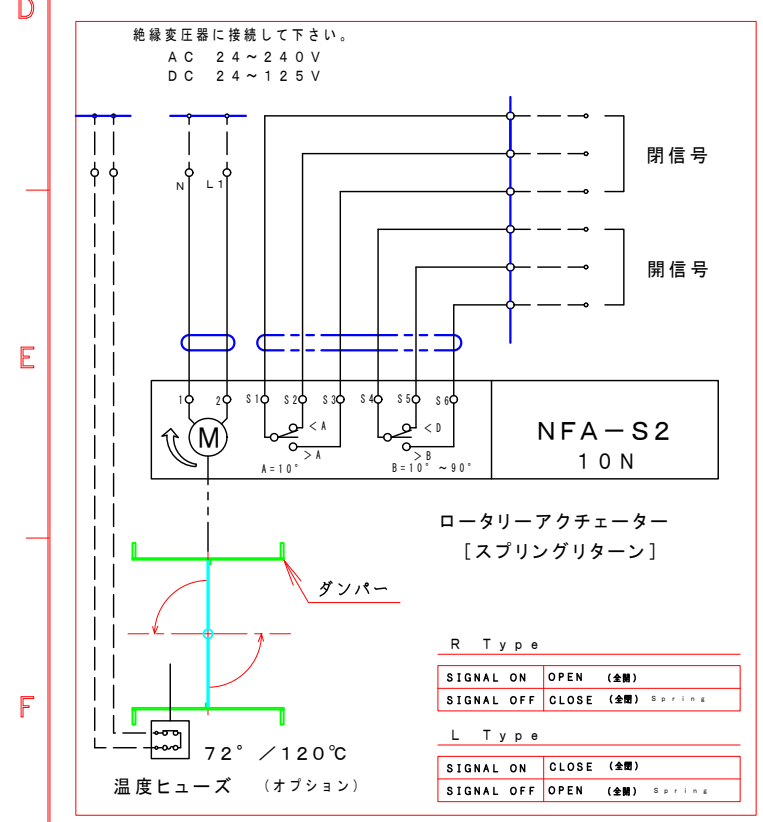 D
絶縁変圧器に接続して下さい。
AC 24~240V
DC 24~125V
閉信号
N L1
開信号
E
1 2 S1 S2 S3 S4 S5 S6
M
<A
>A
A=10°
<D
>B
B=10° ~90°
NFA-S2
10N
ロータリーアクチェーター
[スプリングリターン]
ダンパー
R Type
SIGNAL ON OPEN (全開)
SIGNAL OFF CLOSE (全閉) Spring
F
L Type
72° /120℃
SIGNAL ON CLOSE (全閉)
温度ヒューズ (オプション)
SIGNAL OFF OPEN (全開) Spring